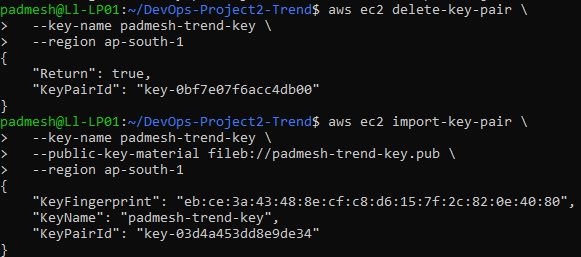 padmesh@Ll-LP01:~/DevOps-Project2-Trend$ aws ec2 delete-key-pair \
>   --key-name padmesh-trend-key \
>   --region ap-south-1
{
    "Return": true,
    "KeyPairId": "key-0bf7e07f6acc4db00"
}
padmesh@Ll-LP01:~/DevOps-Project2-Trend$ aws ec2 import-key-pair \
>   --key-name padmesh-trend-key \
>   --public-key-material fileb://padmesh-trend-key.pub \
>   --region ap-south-1
{
    "KeyFingerprint": "eb:ce:3a:43:48:8e:cf:c8:d6:15:7f:2c:82:0e:40:80",
    "KeyName": "padmesh-trend-key",
    "KeyPairId": "key-03d4a453dd8e9de34"
}